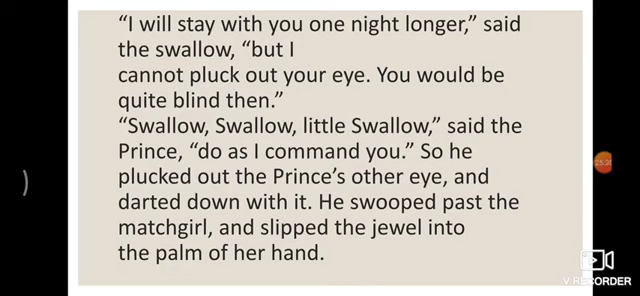 “I will stay with you one night longer,” said
the swallow, “but I
cannot pluck out your eye. You would be
quite blind then.”
“Swallow, Swallow, little Swallow,” said the
Prince, “do as I command you.” So he
plucked out the Prince’s other eye, and
darted down with it. He swooped past the
matchgirl, and slipped the jewel into
the palm of her hand.
V RECORDER